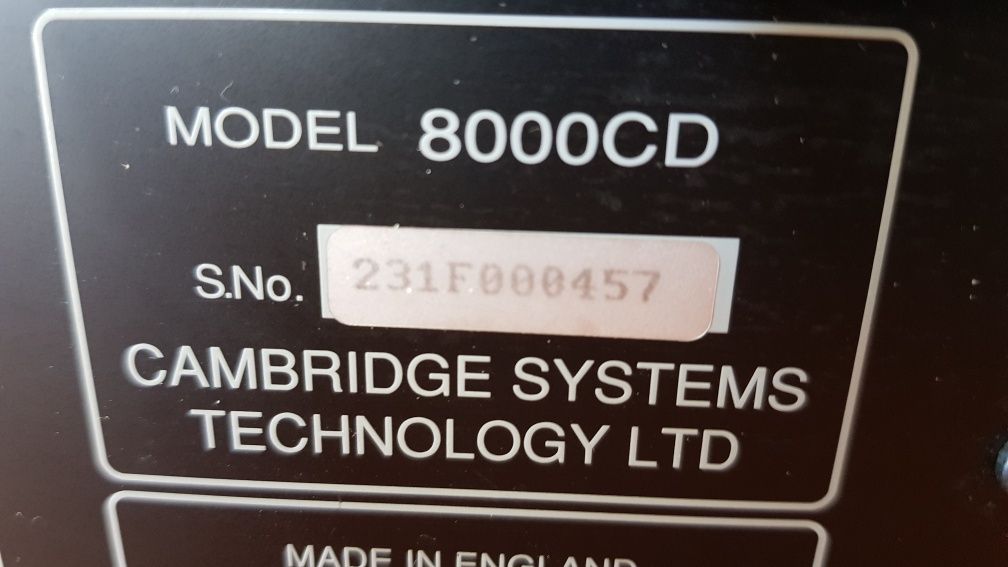 MODEL 8000CD
S.No. 231F000457
CAMBRIDGE SYSTEMS
TECHNOLOGY LTD
MADE IN ENGLAND